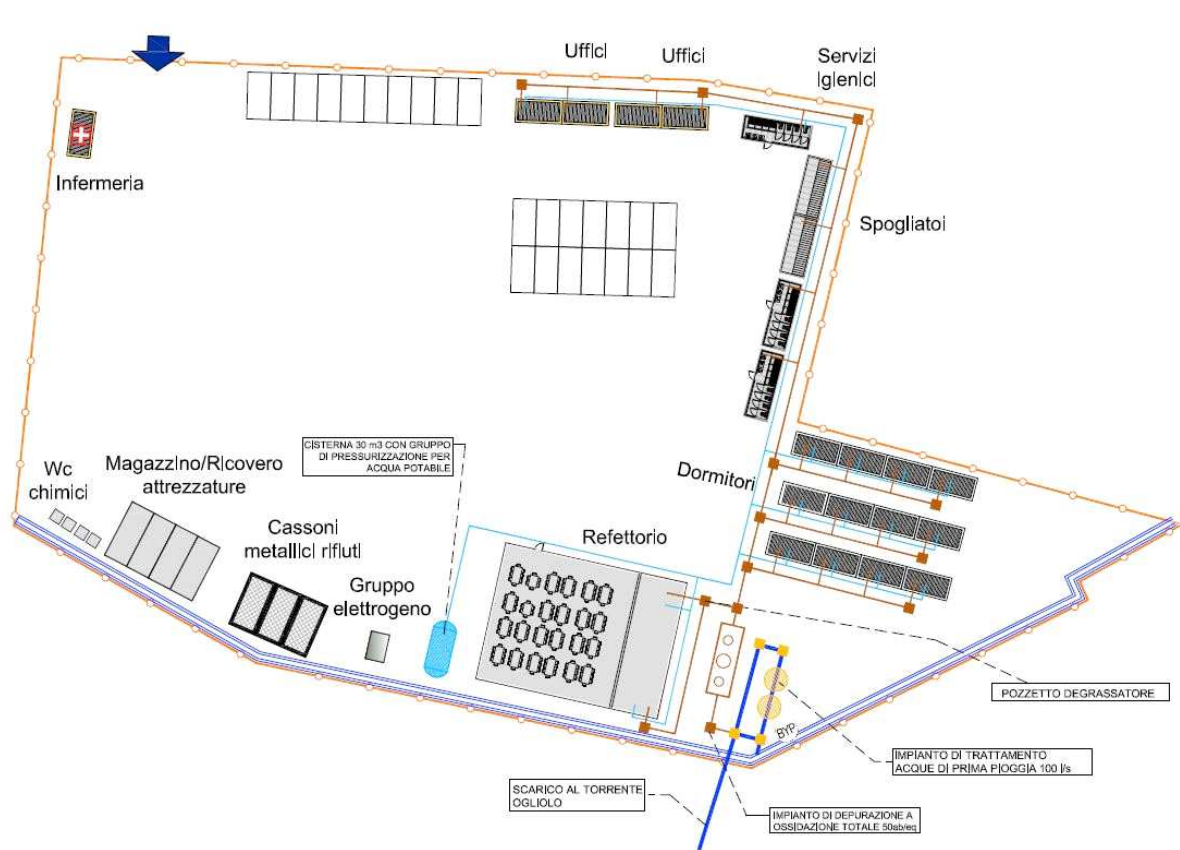 Uffici
Uffici
Servizi
igienici
Infermeria
Spogliatoi
CISTERNA 30 m3 CON GRUPPO
DI PRESSURIZZAZIONE PER
ACQUA POTABILE
Wc
chimici
Magazzino/Ricovero
attrezzature
Cassoni
metallici rifiuti
Gruppo
elettrogeno
Refettorio
Dormitori
POZZETTO DEGRASSATORE
BYP.
IMPIANTO DI TRATTAMENTO
ACQUE DI PRIMA PIOGGIA 100 l/s
SCARICO AL TORRENTE
OGLIOLO
IMPIANTO DI DEPURAZIONE A
OSSIDAZIONE TOTALE 50ab/eq